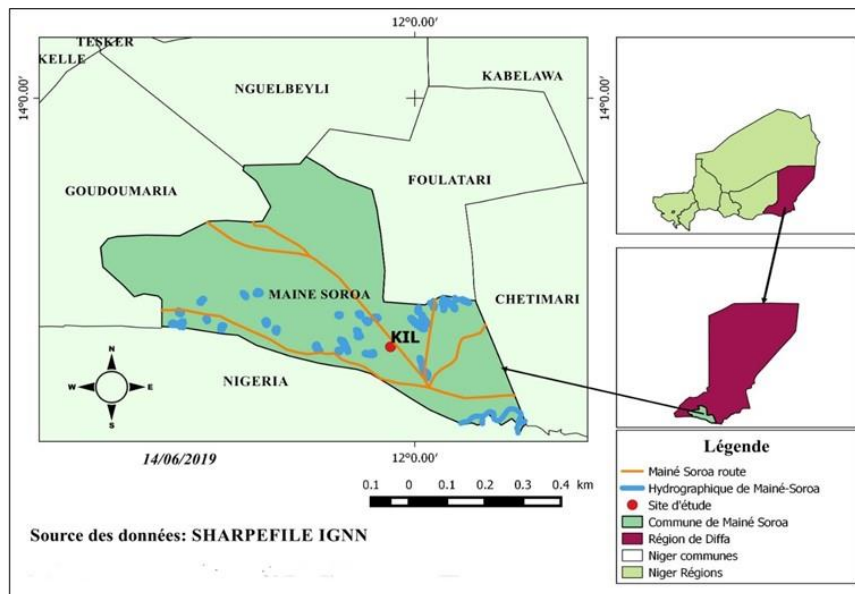 12°0.00'
TESKER
KELLE
NGUELBEYLI
KABELAWA
14°0.00'
14°0.00'
GOUDOUMARIA
FOULATARI
MAINE SOROA
CHETIMARI
KIL
NIGERIA
N
W
E
S
14/06/2019
12°0.00'
0.1 0 0.1 0.2 0.3 0.4 km
Source des données: SHARPEFILE IGNN
Légende
Mainé Soroa route
Hydrographique de Mainé-Soroa
Site d'étude
Commune de Mainé Soroa
Région de Diffa
Niger communes
Niger Régions